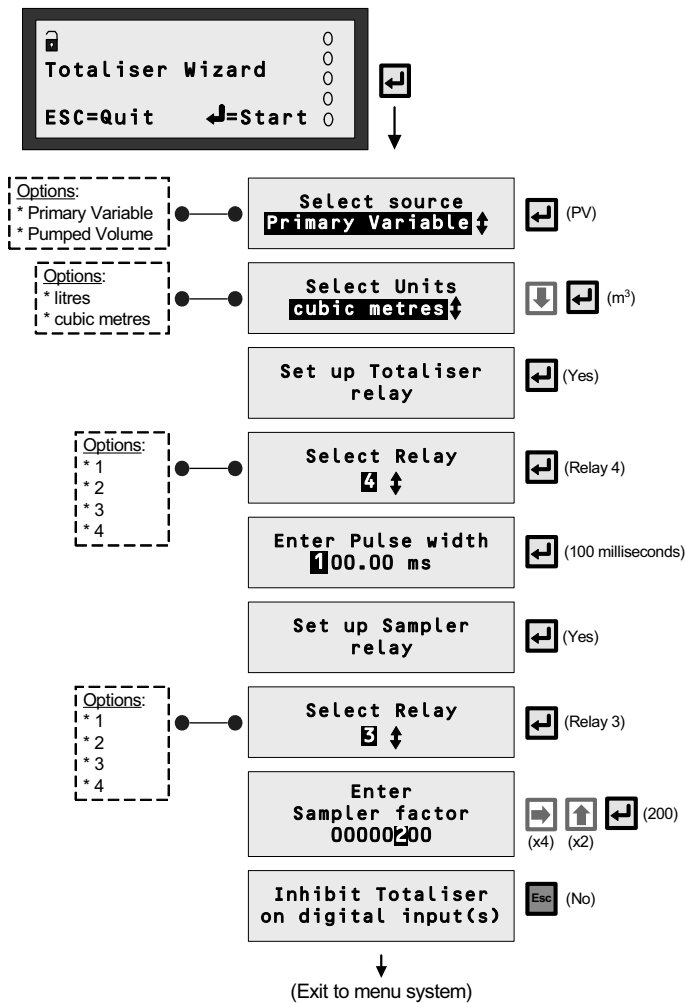 Totaliser Wizard
ESC=Quit ↲=Start
Options:
* Primary Variable
* Pumped Volume
Select source
Primary Variable
(PV)
Options:
* litres
* cubic metres
Select Units
cubic metres
(m³)
Set up Totaliser
relay
(Yes)
Options:
* 1
* 2
* 3
* 4
Select Relay
4
(Relay 4)
Enter Pulse width
100.00 ms
(100 milliseconds)
Set up Sampler
relay
(Yes)
Options:
* 1
* 2
* 3
* 4
Select Relay
3
(Relay 3)
Enter
Sampler factor
00000200
(x4) (x2)
(200)
Inhibit Totaliser
on digital input(s)
Esc
(No)
(Exit to menu system)